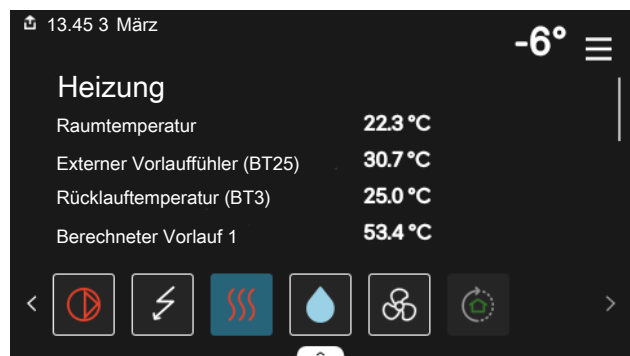 13.45 3 März
-6°
Heizung
Raumtemperatur 22.3 °C
Externer Vorlauffühler (BT25) 30.7 °C
Rücklauftemperatur (BT3) 25.0 °C
Berechneter Vorlauf 1 53.4 °C